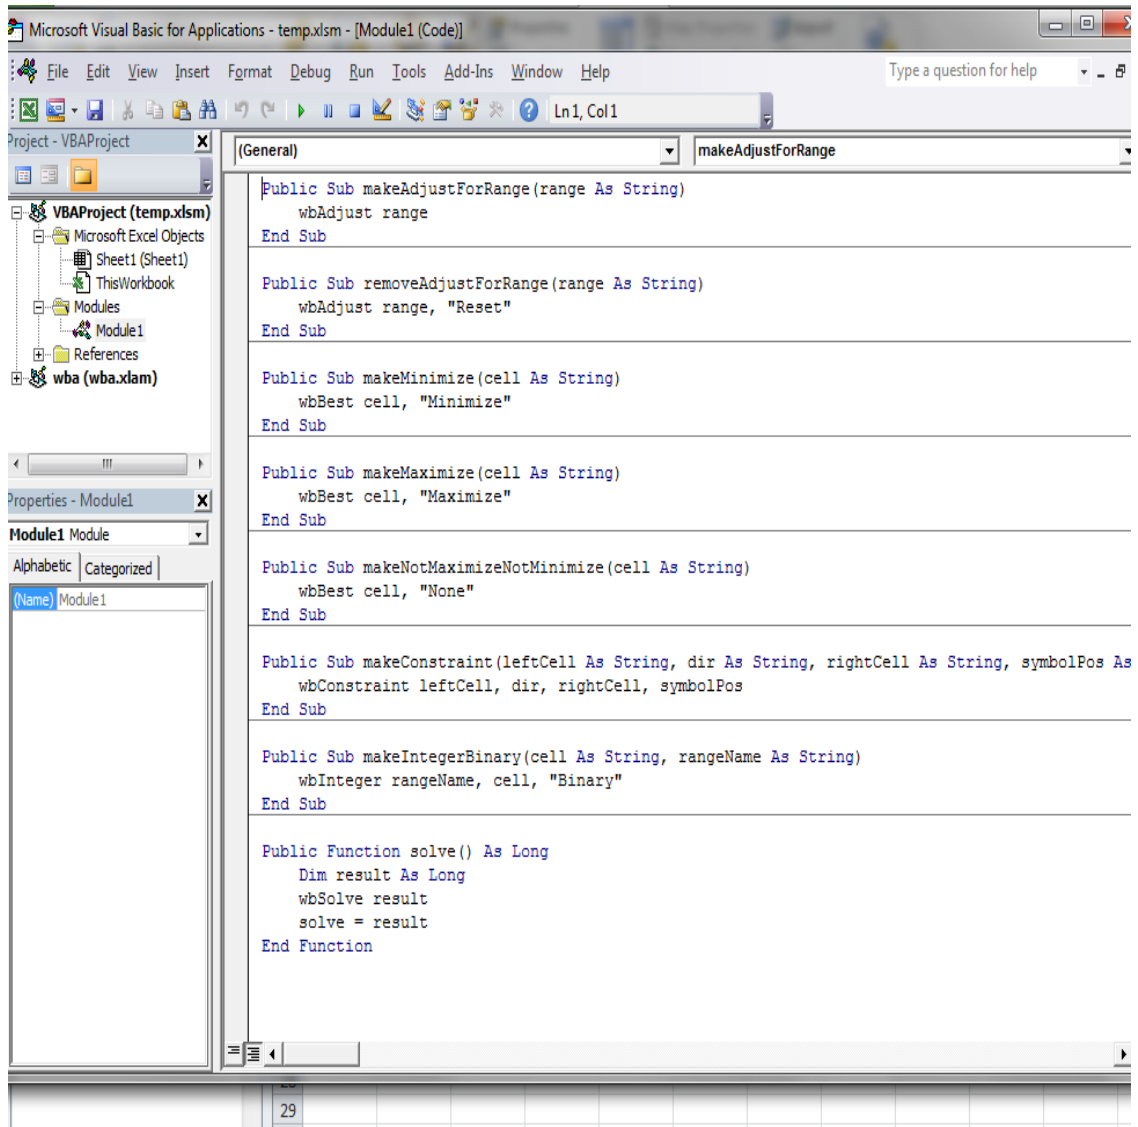 Microsoft Visual Basic for Applications - temp.xlsm - [Module1 (Code)]
File Edit View Insert Format Debug Run Tools Add-Ins Window Help
Type a question for help
Ln 1, Col 1
Project - VBAProject
VBAProject (temp.xlsm)
Microsoft Excel Objects
Sheet1 (Sheet1)
ThisWorkbook
Modules
Module1
References
wba (wba.xlam)
Properties - Module1
Module1 Module
Alphabetic Categorized
(Name) Module1
(General) makeAdjustForRange
Public Sub makeAdjustForRange(range As String)
    wbAdjust range
End Sub
Public Sub removeAdjustForRange(range As String)
    wbAdjust range, "Reset"
End Sub
Public Sub makeMinimize(cell As String)
    wbBest cell, "Minimize"
End Sub
Public Sub makeMaximize(cell As String)
    wbBest cell, "Maximize"
End Sub
Public Sub makeNotMaximizeNotMinimize(cell As String)
    wbBest cell, "None"
End Sub
Public Sub makeConstraint(leftCell As String, dir As String, rightCell As String, symbolPos As
    wbConstraint leftCell, dir, rightCell, symbolPos
End Sub
Public Sub makeIntegerBinary(cell As String, rangeName As String)
    wbInteger rangeName, cell, "Binary"
End Sub
Public Function solve() As Long
    Dim result As Long
    wbSolve result
    solve = result
End Function
29